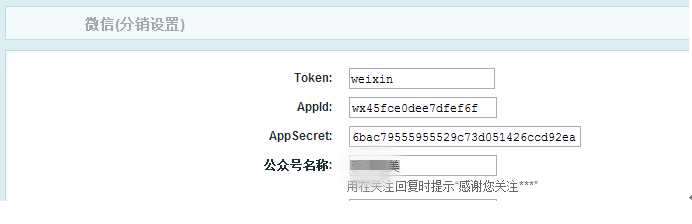 微信(分销设置)
Token: weixin
AppId: wx45fce0dee7dfef6f
AppSecret: 6bac79555955529c73d051426ccd92ea
公众号名称: 美
用在关注回复时提示“感谢您关注***”